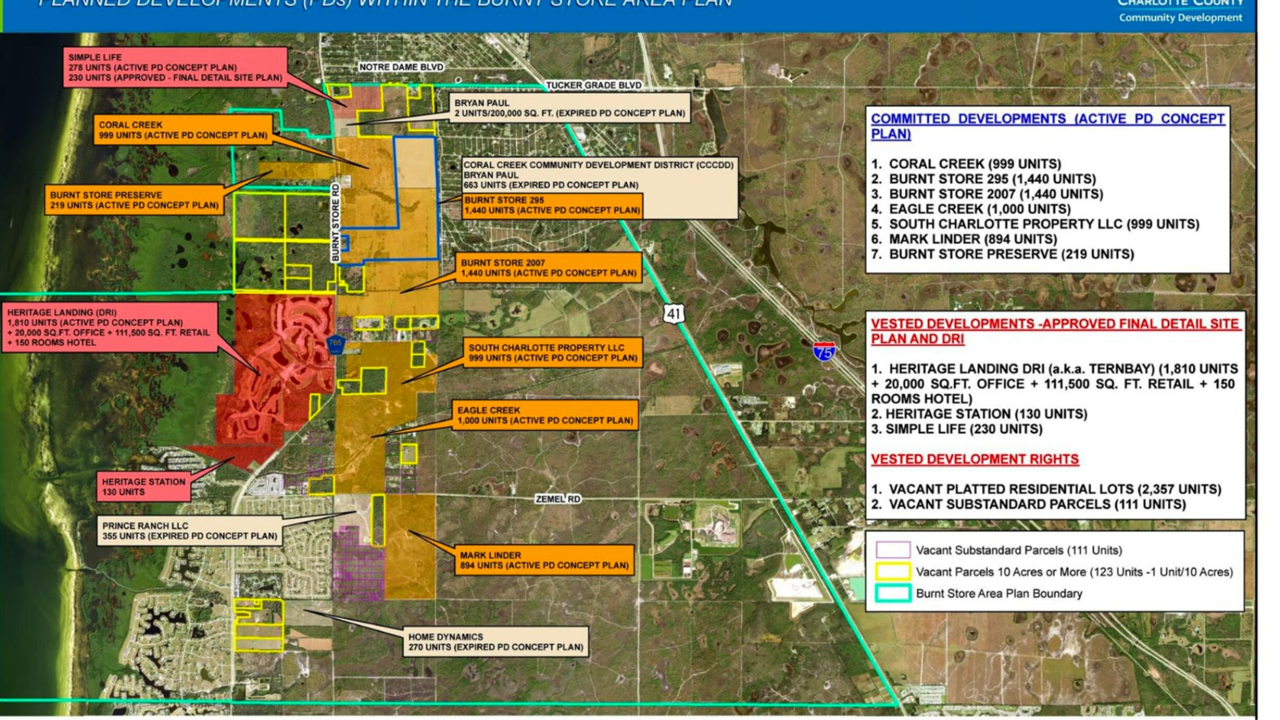 PLANNED DEVELOPMENTS (PDs) WITHIN THE BURNT STORE AREA PLAN
CHARLOTTE COUNTY
Community Development
SIMPLE LIFE
278 UNITS (ACTIVE PD CONCEPT PLAN)
230 UNITS (APPROVED - FINAL DETAIL SITE PLAN)
NOTRE DAME BLVD
TUCKER GRADE BLVD
BRYAN PAUL
2 UNITS/200,000 SQ. FT. (EXPIRED PD CONCEPT PLAN)
CORAL CREEK
999 UNITS (ACTIVE PD CONCEPT PLAN)
CORAL CREEK COMMUNITY DEVELOPMENT DISTRICT (CCCDD)
BRYAN PAUL
663 UNITS (EXPIRED PD CONCEPT PLAN)
BURNT STORE 295
1,440 UNITS (ACTIVE PD CONCEPT PLAN)
BURNT STORE PRESERVE
219 UNITS (ACTIVE PD CONCEPT PLAN)
BURNT STORE RD
BURNT STORE 2007
1,440 UNITS (ACTIVE PD CONCEPT PLAN)
HERITAGE LANDING (DRI)
1,810 UNITS (ACTIVE PD CONCEPT PLAN)
+ 20,000 SQ.FT. OFFICE + 111,500 SQ. FT. RETAIL
+ 150 ROOMS HOTEL
765
41
75
SOUTH CHARLOTTE PROPERTY LLC
999 UNITS (ACTIVE PD CONCEPT PLAN)
EAGLE CREEK
1,000 UNITS (ACTIVE PD CONCEPT PLAN)
HERITAGE STATION
130 UNITS
ZEMEL RD
PRINCE RANCH LLC
355 UNITS (EXPIRED PD CONCEPT PLAN)
MARK LINDER
894 UNITS (ACTIVE PD CONCEPT PLAN)
HOME DYNAMICS
270 UNITS (EXPIRED PD CONCEPT PLAN)
COMMITTED DEVELOPMENTS (ACTIVE PD CONCEPT
PLAN)
1. CORAL CREEK (999 UNITS)
2. BURNT STORE 295 (1,440 UNITS)
3. BURNT STORE 2007 (1,440 UNITS)
4. EAGLE CREEK (1,000 UNITS)
5. SOUTH CHARLOTTE PROPERTY LLC (999 UNITS)
6. MARK LINDER (894 UNITS)
7. BURNT STORE PRESERVE (219 UNITS)
VESTED DEVELOPMENTS -APPROVED FINAL DETAIL SITE
PLAN AND DRI
1. HERITAGE LANDING DRI (a.k.a. TERNBAY) (1,810 UNITS
+ 20,000 SQ.FT. OFFICE + 111,500 SQ. FT. RETAIL + 150
ROOMS HOTEL)
2. HERITAGE STATION (130 UNITS)
3. SIMPLE LIFE (230 UNITS)
VESTED DEVELOPMENT RIGHTS
1. VACANT PLATTED RESIDENTIAL LOTS (2,357 UNITS)
2. VACANT SUBSTANDARD PARCELS (111 UNITS)
Vacant Substandard Parcels (111 Units)
Vacant Parcels 10 Acres or More (123 Units -1 Unit/10 Acres)
Burnt Store Area Plan Boundary